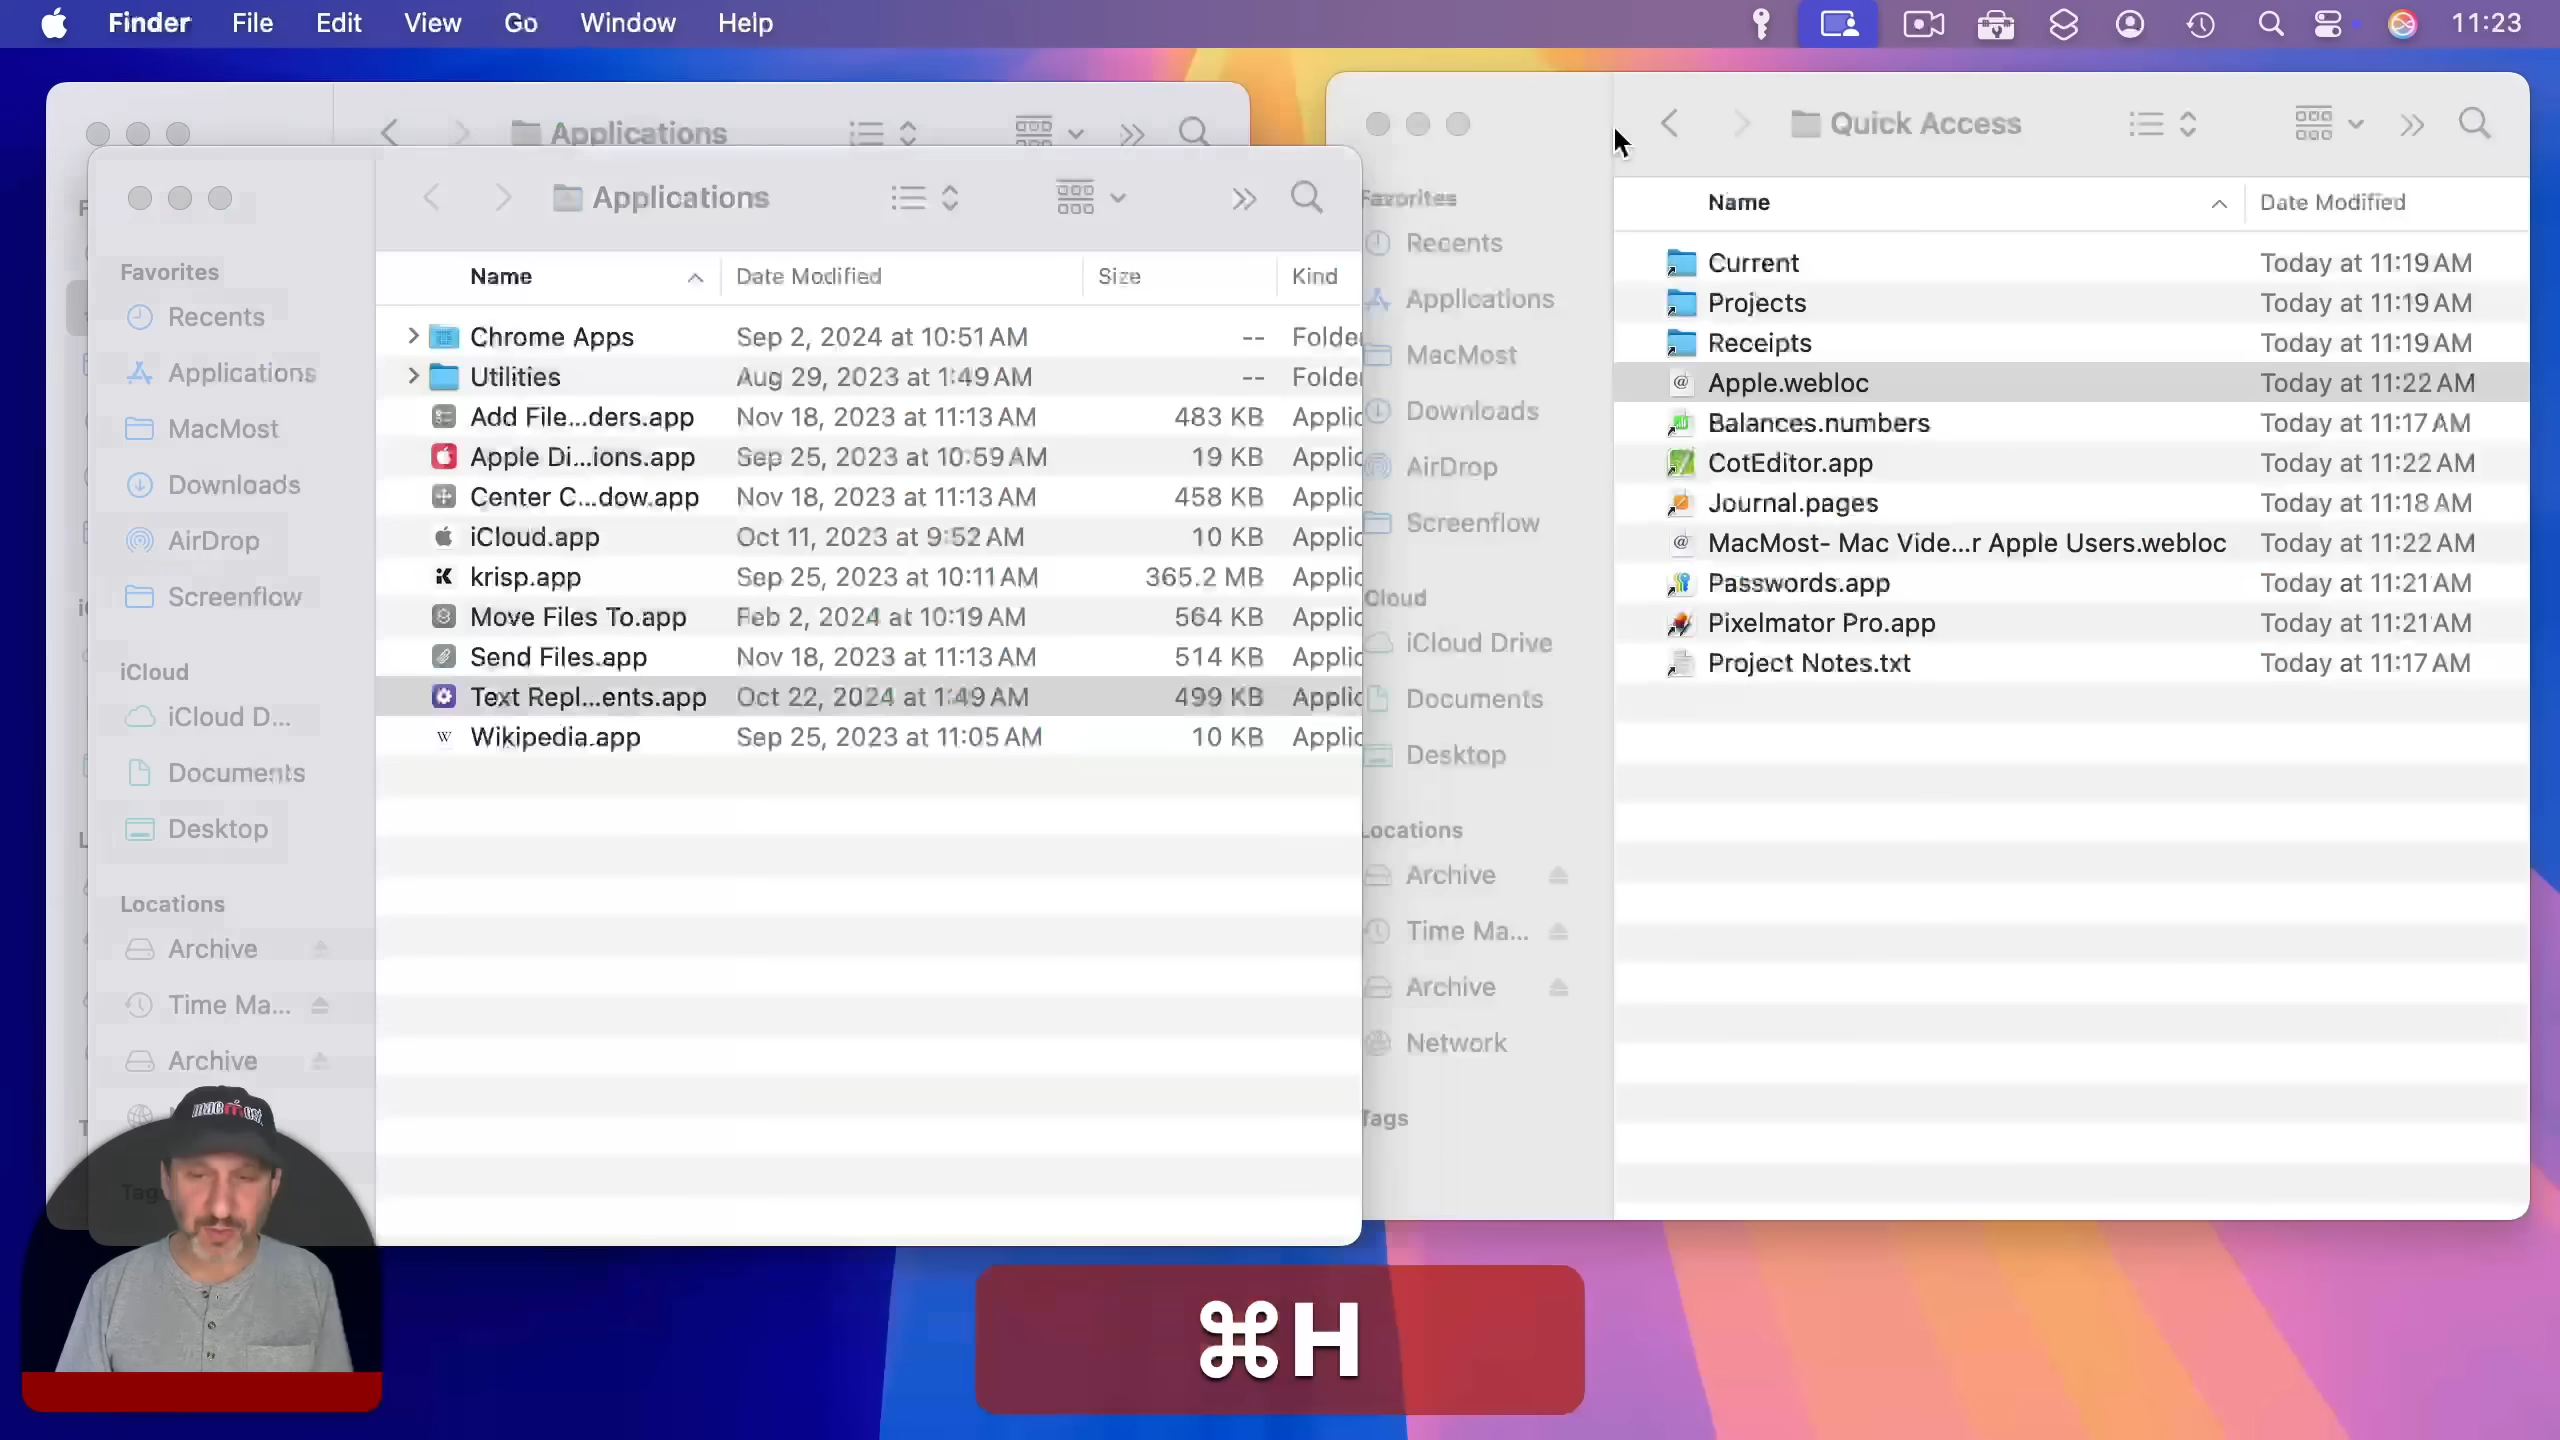 Finder File Edit View Go Window Help 11:23
Applications
Applications
Favorites
Recents
Applications
MacMost
Downloads
AirDrop
Screenflow
iCloud
iCloud D...
Documents
Desktop
Locations
Archive
Time Ma...
Archive
Name Date Modified Size Kind
Chrome Apps Sep 2, 2024 at 10:51 AM -- Folder
Utilities Aug 29, 2023 at 1:49 AM -- Folder
Add File...ders.app Nov 18, 2023 at 11:13 AM 483 KB Applic
Apple Di...ions.app Sep 25, 2023 at 10:59 AM 19 KB Applic
Center C...dow.app Nov 18, 2023 at 11:13 AM 458 KB Applic
iCloud.app Oct 11, 2023 at 9:52 AM 10 KB Applic
krisp.app Sep 25, 2023 at 10:11 AM 365.2 MB Applic
Move Files To.app Feb 2, 2024 at 10:19 AM 564 KB Applic
Send Files.app Nov 18, 2023 at 11:13 AM 514 KB Applic
Text Repl...ents.app Oct 22, 2024 at 1:49 AM 499 KB Applic
Wikipedia.app Sep 25, 2023 at 11:05 AM 10 KB Applic
Quick Access
Favorites
Recents
Applications
MacMost
Downloads
AirDrop
Screenflow
Cloud
iCloud Drive
Documents
Desktop
Locations
Archive
Time Ma...
Archive
Network
Tags
Name Date Modified
Current Today at 11:19 AM
Projects Today at 11:19 AM
Receipts Today at 11:19 AM
Apple.webloc Today at 11:22 AM
Balances.numbers Today at 11:17 AM
CotEditor.app Today at 11:22 AM
Journal.pages Today at 11:18 AM
MacMost- Mac Vide...r Apple Users.webloc Today at 11:22 AM
Passwords.app Today at 11:21 AM
Pixelmator Pro.app Today at 11:21 AM
Project Notes.txt Today at 11:17 AM
macmost
⌘H